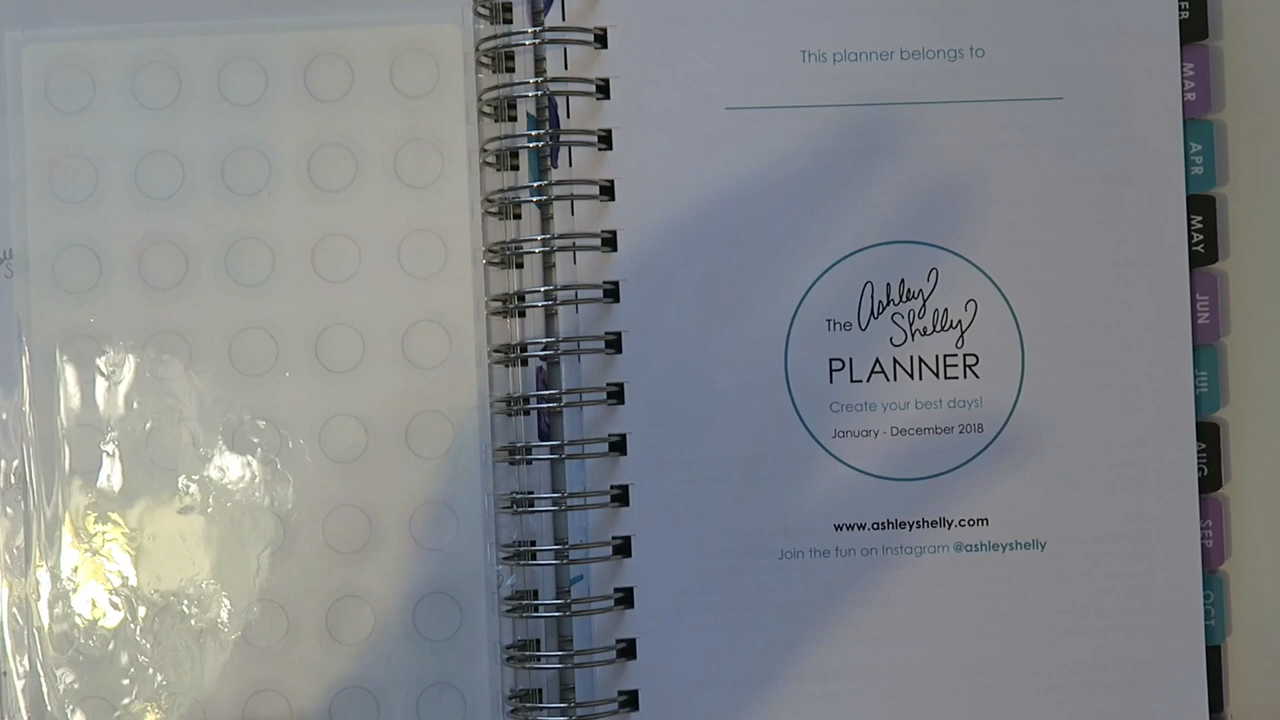 This planner belongs to
The Ashley
Shelly
PLANNER
Create your best days!
January - December 2018
www.ashleyshelly.com
Join the fun on Instagram @ashleyshelly
MAR
APR
MAY
JUN
JUL
AUG
SEP
OCT